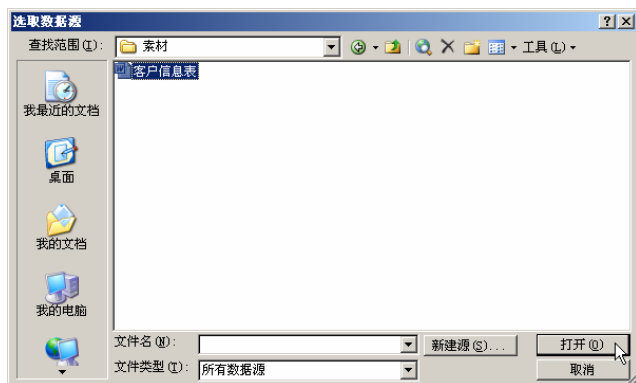 选取数据源
查找范围(I): 素材 工具(L)
客户信息表
我最近的文档
桌面
我的文档
我的电脑
文件名(N): 新建源(S)... 打开(O)
文件类型(T): 所有数据源 取消